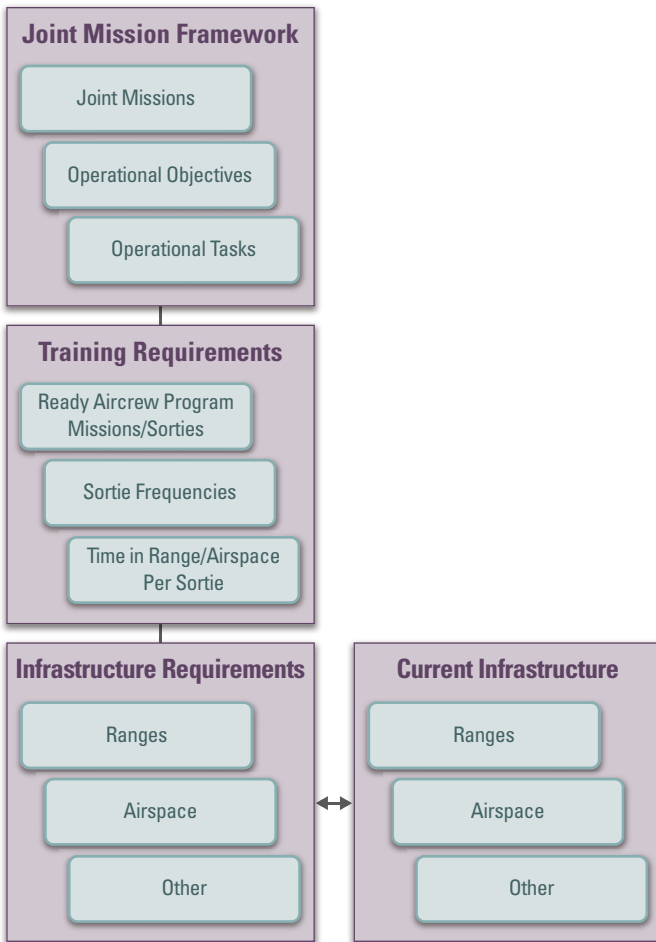 Joint Mission Framework
Joint Missions
Operational Objectives
Operational Tasks
Training Requirements
Ready Aircrew Program
Missions/Sorties
Sortie Frequencies
Time in Range/Airspace
Per Sortie
Infrastructure Requirements
Ranges
Airspace
Other
Current Infrastructure
Ranges
Airspace
Other